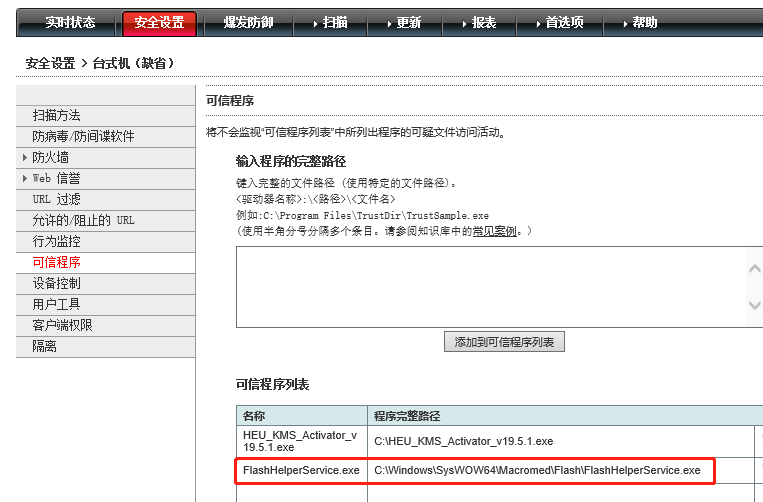 实时状态 安全设置 爆发防御 扫描 更新 报表 首选项 帮助
安全设置 > 台式机（缺省）
扫描方法
防病毒/防间谍软件
防火墙
Web 信誉
URL 过滤
允许的/阻止的 URL
行为监控
可信程序
设备控制
用户工具
客户端权限
隔离
可信程序
将不会监视“可信程序列表”中所列出程序的可疑文件访问活动。
输入程序的完整路径
键入完整的文件路径 (使用特定的文件路径)。
<驱动器名称>:\<路径>\<文件名>
例如:C:\Program Files\TrustDir\TrustSample.exe
(使用半角分号分隔多个条目。请参阅知识库中的常见案例。)
添加到可信程序列表
可信程序列表
名称 程序完整路径
HEU_KMS_Activator_v
19.5.1.exe
C:\HEU_KMS_Activator_v19.5.1.exe
FlashHelperService.exe C:\Windows\SysWOW64\Macromed\Flash\FlashHelperService.exe